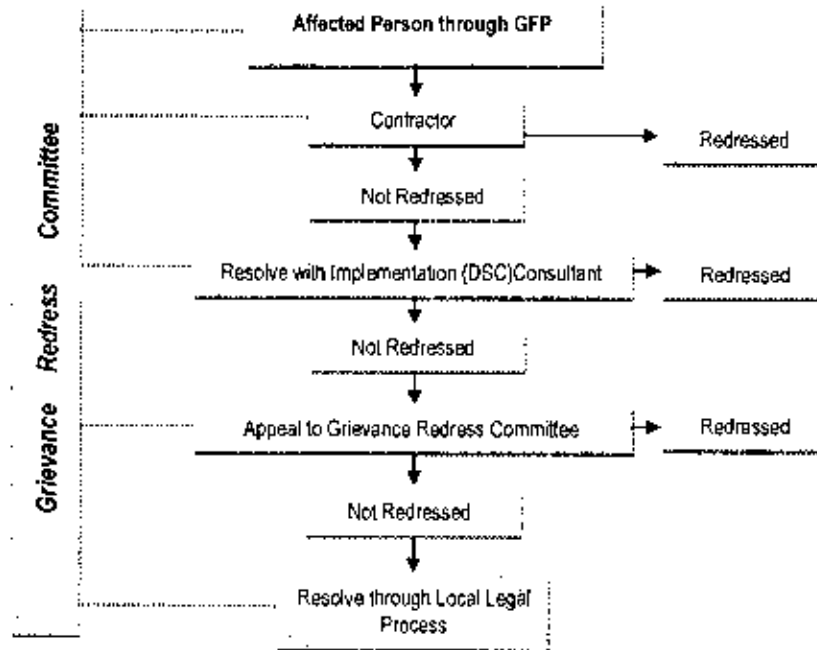 Affected Person through GFP
Contractor
Redressed
Not Redressed
Resolve with Implementation (DSC)Consultant
Redressed
Not Redressed
Appeal to Grievance Redress Committee
Redrassed
Not Redressed
Resolve through Local Legal
Process
Grievance Redress Committee